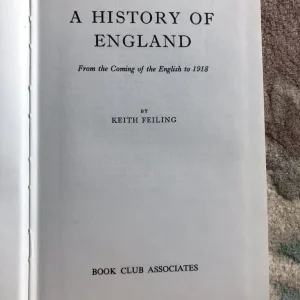 A HISTORY OF
ENGLAND
From the Coming of the English to 1918
BY
KEITH FEILING
BOOK CLUB ASSOCIATES